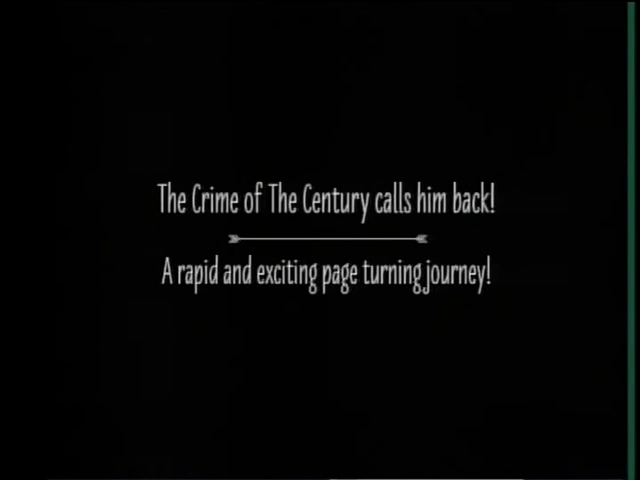 The Crime of The Century calls him back!
A rapid and exciting page turning journey!